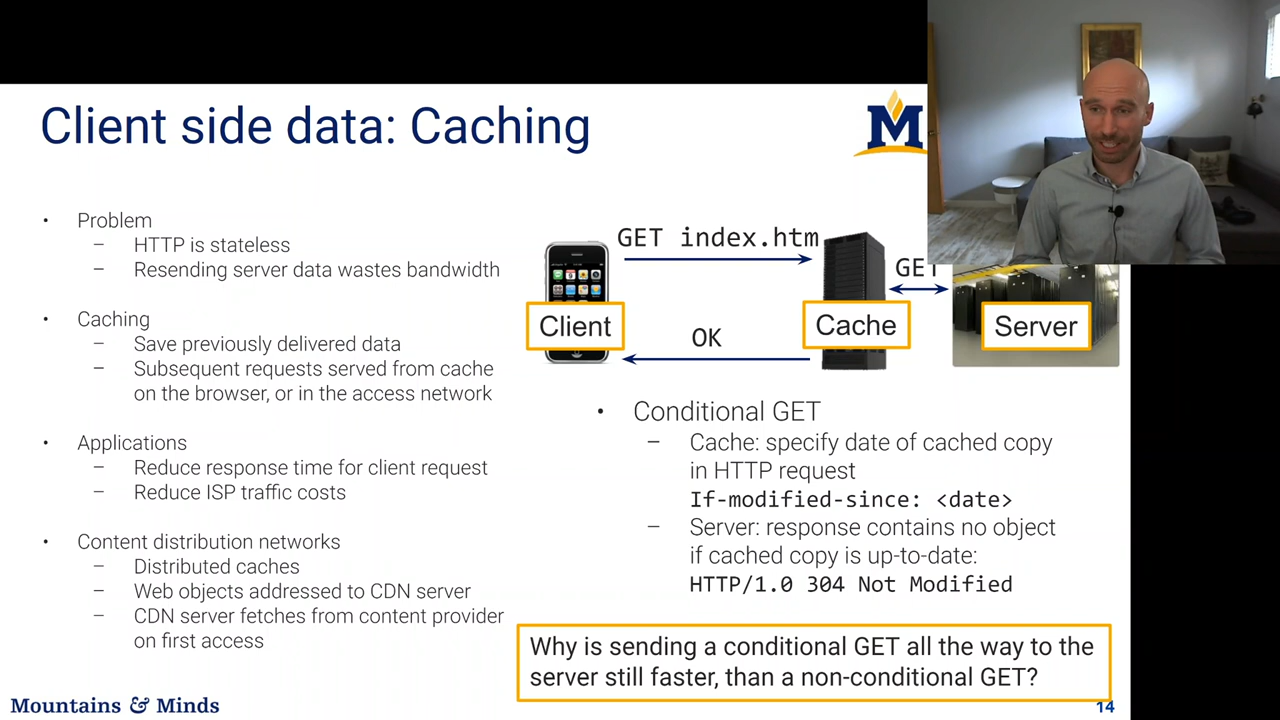 Client side data: Caching
M
• Problem
– HTTP is stateless
– Resending server data wastes bandwidth
• Caching
– Save previously delivered data
– Subsequent requests served from cache
on the browser, or in the access network
• Applications
– Reduce response time for client request
– Reduce ISP traffic costs
• Content distribution networks
– Distributed caches
– Web objects addressed to CDN server
– CDN server fetches from content provider
on first access
GET index.htm
GET
Client
Cache
Server
OK
• Conditional GET
– Cache: specify date of cached copy
in HTTP request
If-modified-since: <date>
– Server: response contains no object
if cached copy is up-to-date:
HTTP/1.0 304 Not Modified
Why is sending a conditional GET all the way to the
server still faster, than a non-conditional GET?
Mountains & Minds
14